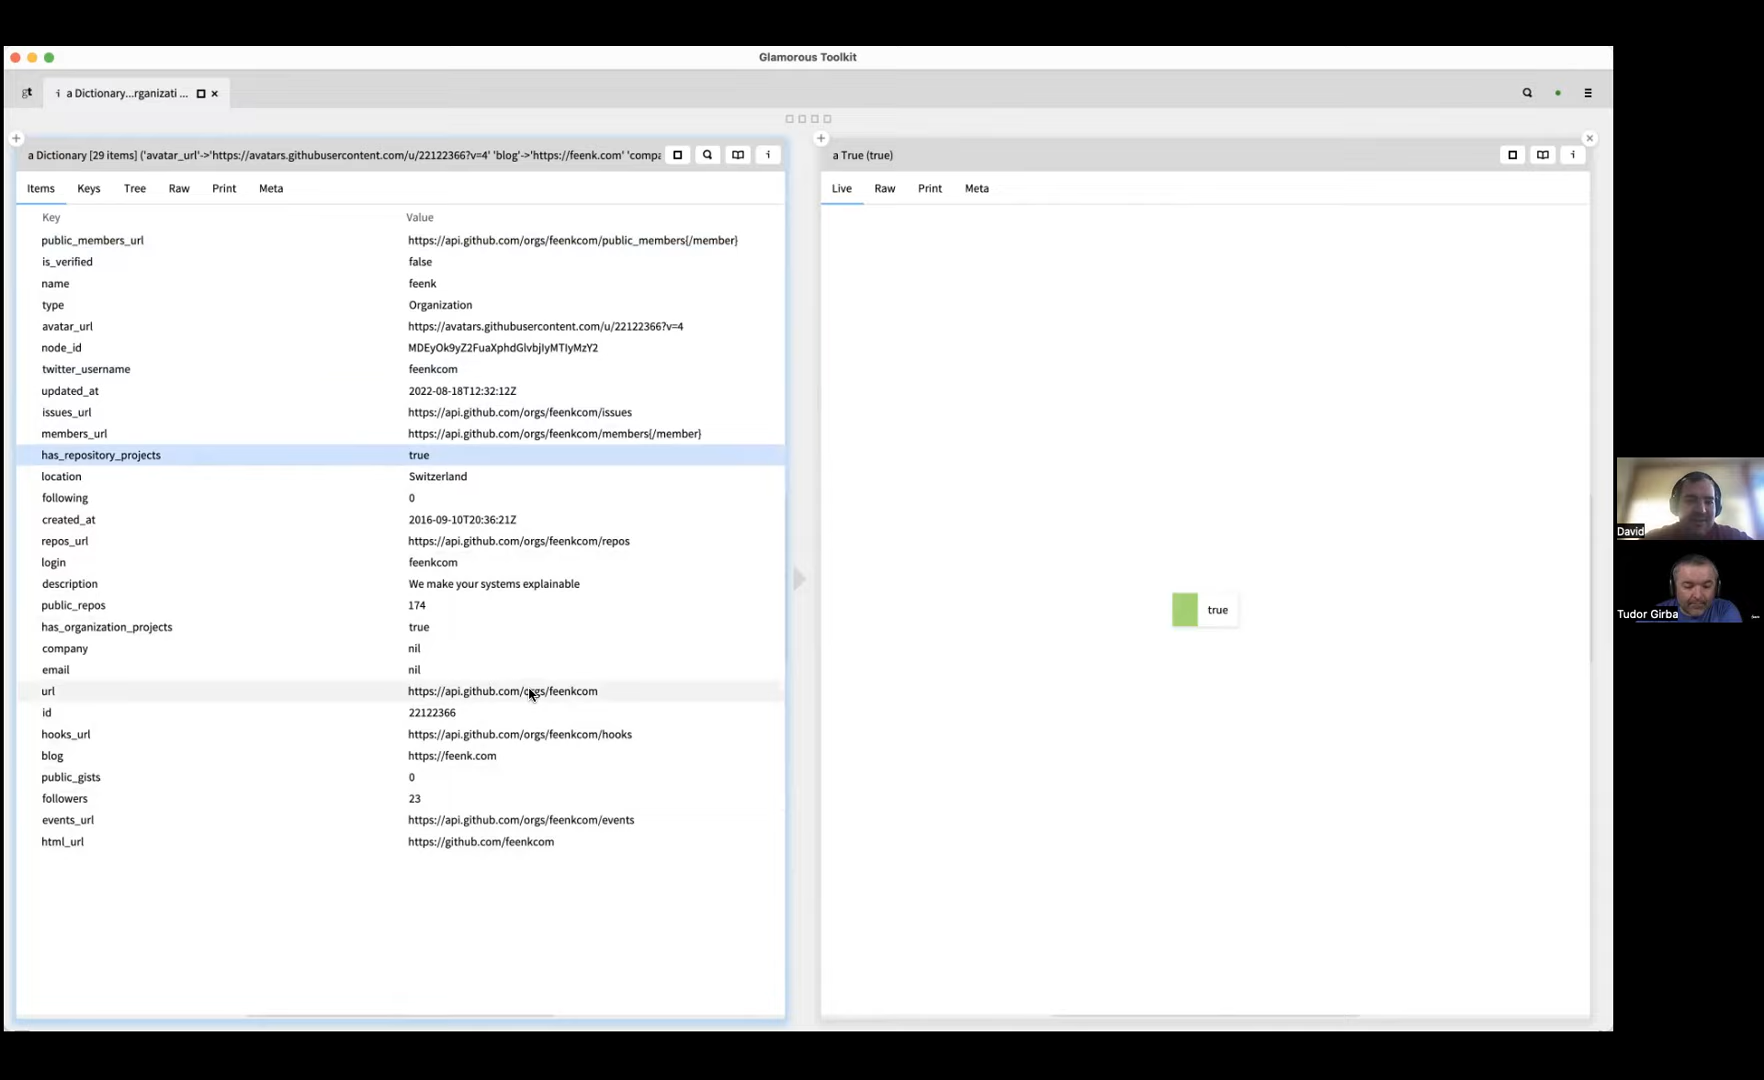 Glamorous Toolkit
gt i a Dictionary...rganizati ...
a Dictionary [29 items] ('avatar_url'->'https://avatars.githubusercontent.com/u/22122366?v=4' 'blog'->'https://feenk.com' 'compa
Items Keys Tree Raw Print Meta
Key Value
public_members_url https://api.github.com/orgs/feenkcom/public_members{/member}
is_verified false
name feenk
type Organization
avatar_url https://avatars.githubusercontent.com/u/22122366?v=4
node_id MDEyOk9yZ2FuaXphdGlvbjIyMTIyMzY2
twitter_username feenkcom
updated_at 2022-08-18T12:32:12Z
issues_url https://api.github.com/orgs/feenkcom/issues
members_url https://api.github.com/orgs/feenkcom/members{/member}
has_repository_projects true
location Switzerland
following 0
created_at 2016-09-10T20:36:21Z
repos_url https://api.github.com/orgs/feenkcom/repos
login feenkcom
description We make your systems explainable
public_repos 174
has_organization_projects true
company nil
email nil
url https://api.github.com/orgs/feenkcom
id 22122366
hooks_url https://api.github.com/orgs/feenkcom/hooks
blog https://feenk.com
public_gists 0
followers 23
events_url https://api.github.com/orgs/feenkcom/events
html_url https://github.com/feenkcom
a True (true)
Live Raw Print Meta
true
David
Tudor Girba